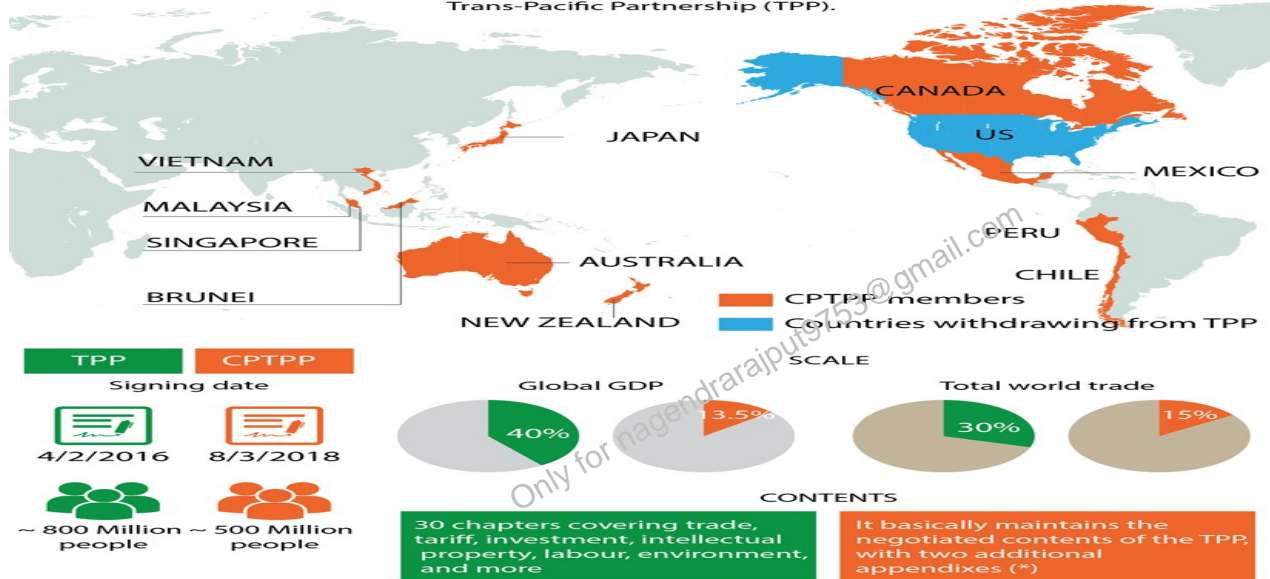 Trans-Pacific Partnership (TPP).
CANADA
US
JAPAN
VIETNAM
MEXICO
MALAYSIA
SINGAPORE
PERU
AUSTRALIA
CHILE
BRUNEI
NEW ZEALAND
CPTPP members
Countries withdrawing from TPP
TPP
CPTPP
SCALE
Signing date
Global GDP
Total world trade
40%
13.5%
30%
15%
4/2/2016
8/3/2018
~ 800 Million
people
~ 500 Million
people
CONTENTS
30 chapters covering trade,
tariff, investment, intellectual
property, labour, environment,
and more
It basically maintains the
negotiated contents of the TPP,
with two additional
appendixes (*)
Only for nagendrarajput9753@gmail.com